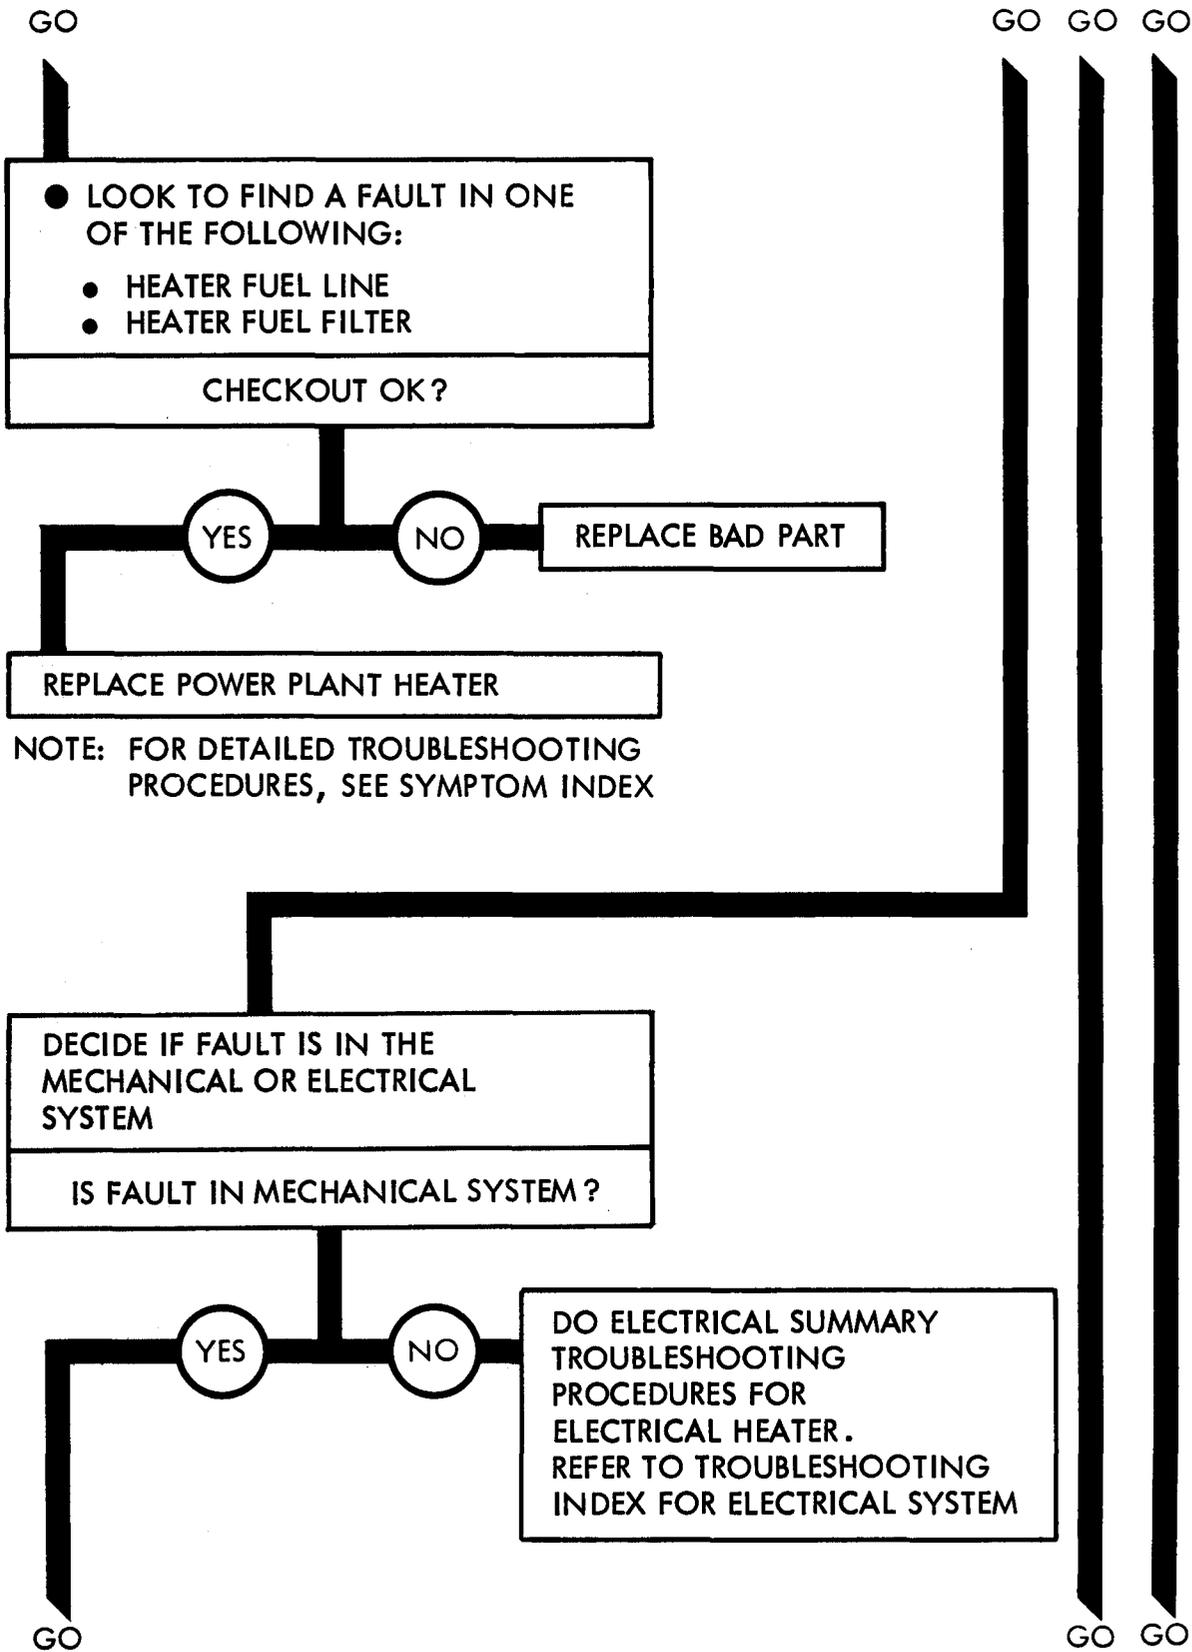 GO
GO GO GO
● LOOK TO FIND A FAULT IN ONE
OF THE FOLLOWING:
● HEATER FUEL LINE
● HEATER FUEL FILTER
CHECKOUT OK?
YES
NO
REPLACE BAD PART
REPLACE POWER PLANT HEATER
NOTE: FOR DETAILED TROUBLESHOOTING
PROCEDURES, SEE SYMPTOM INDEX
DECIDE IF FAULT IS IN THE
MECHANICAL OR ELECTRICAL
SYSTEM
IS FAULT IN MECHANICAL SYSTEM?
YES
NO
DO ELECTRICAL SUMMARY
TROUBLESHOOTING
PROCEDURES FOR
ELECTRICAL HEATER.
REFER TO TROUBLESHOOTING
INDEX FOR ELECTRICAL SYSTEM
GO
GO GO